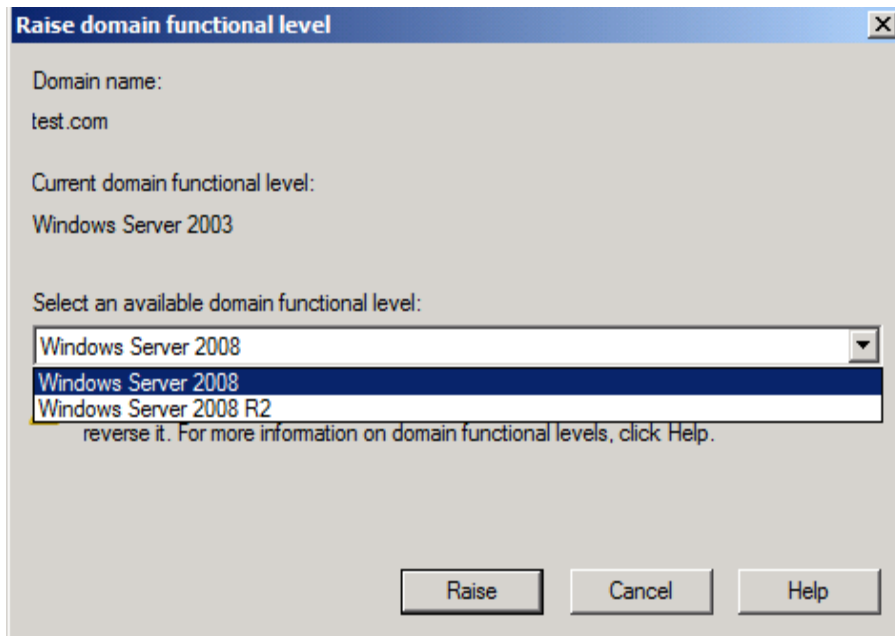 Raise domain functional level
Domain name:
test.com
Current domain functional level:
Windows Server 2003
Select an available domain functional level:
Windows Server 2008
Windows Server 2008
Windows Server 2008 R2
reverse it. For more information on domain functional levels, click Help.
Raise
Cancel
Help